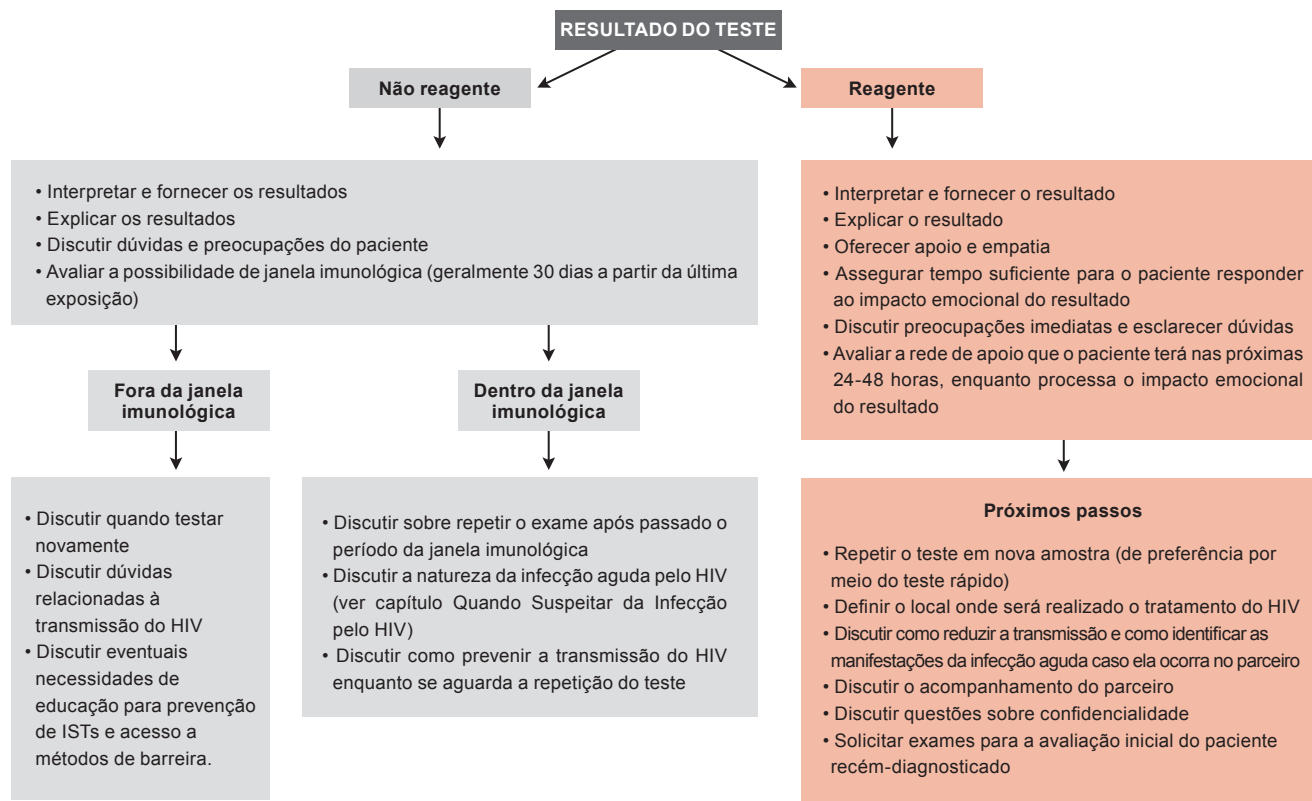 RESULTADO DO TESTE
Não reagente
• Interpretar e fornecer os resultados
• Explicar os resultados
• Discutir dúvidas e preocupações do paciente
• Avaliar a possibilidade de janela imunológica (geralmente 30 dias a partir da última
exposição)
Fora da janela
imunológica
• Discutir quando testar
novamente
• Discutir dúvidas
relacionadas à
transmissão do HIV
• Discutir eventuais
necessidades de
educação para prevenção
de ISTs e acesso a
métodos de barreira.
Dentro da janela
imunológica
• Discutir sobre repetir o exame após passado o
período da janela imunológica
• Discutir a natureza da infecção aguda pelo HIV
(ver capítulo Quando Suspeitar da Infecção
pelo HIV)
• Discutir como prevenir a transmissão do HIV
enquanto se aguarda a repetição do teste
Reagente
• Interpretar e fornecer o resultado
• Explicar o resultado
• Oferecer apoio e empatia
• Assegurar tempo suficiente para o paciente responder
ao impacto emocional do resultado
• Discutir preocupações imediatas e esclarecer dúvidas
• Avaliar a rede de apoio que o paciente terá nas próximas
24-48 horas, enquanto processa o impacto emocional
do resultado
Próximos passos
• Repetir o teste em nova amostra (de preferência por
meio do teste rápido)
• Definir o local onde será realizado o tratamento do HIV
• Discutir como reduzir a transmissão e como identificar as
manifestações da infecção aguda caso ela ocorra no parceiro
• Discutir o acompanhamento do parceiro
• Discutir questões sobre confidencialidade
• Solicitar exames para a avaliação inicial do paciente
recém-diagnosticado